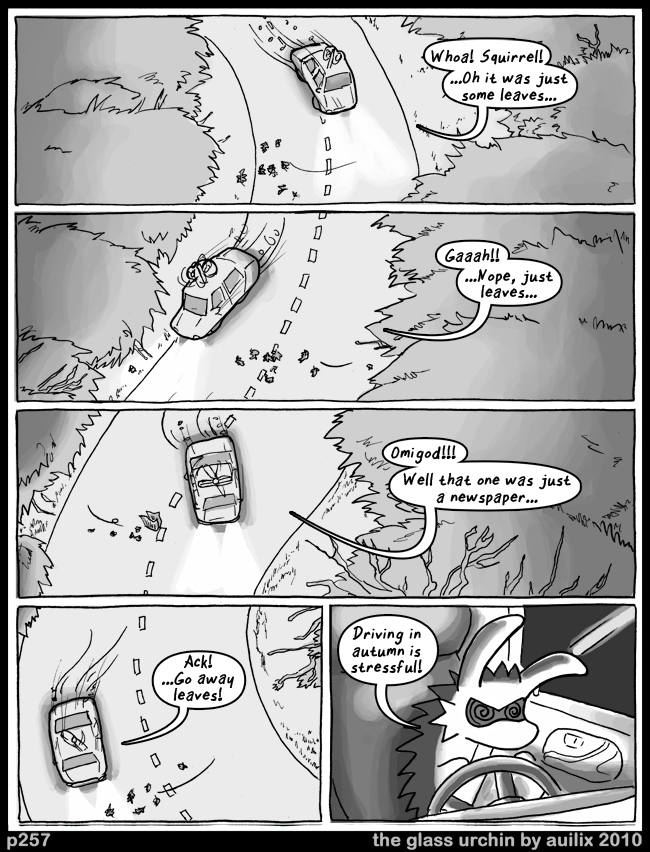 Whoa! Squirrel!
...Oh it was just
some leaves...
Gaaah!!
...Nope, just
leaves...
Omigod!!!
Well that one was just
a newspaper...
Ack!
...Go away
leaves!
Driving in
autumn is
stressful!
p257
the glass urchin by auilix 2010